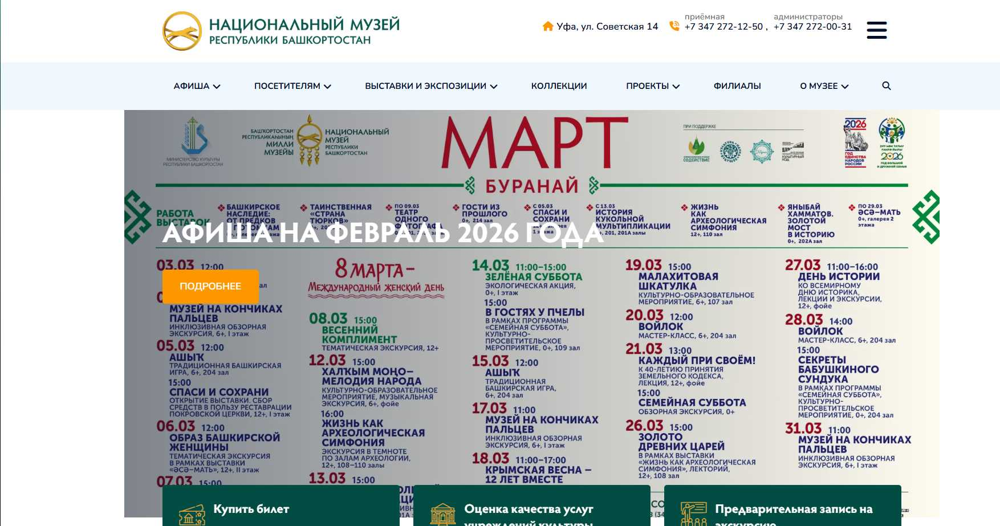 НАЦИОНАЛЬНЫЙ МУЗЕЙ
РЕСПУБЛИКИ БАШКОРТОСТАН
Уфа, ул. Советская 14
приёмная
+7 347 272-12-50 ,
администраторы
+7 347 272-00-31
АФИША
ПОСЕТИТЕЛЯМ
ВЫСТАВКИ И ЭКСПОЗИЦИИ
КОЛЛЕКЦИИ
ПРОЕКТЫ
ФИЛИАЛЫ
О МУЗЕЕ
МИНИСТЕРСТВО КУЛЬТУРЫ
РЕСПУБЛИКИ БАШКОРТОСТАН
БАШҠОРТОСТАН
РЕСПУБЛИКАҺЫНЫҢ
МИЛЛИ
МУЗЕЙЫ
НАЦИОНАЛЬНЫЙ
МУЗЕЙ
РЕСПУБЛИКИ
БАШКОРТОСТАН
МАРТ
БУРАНАЙ
ПРИ ПОДДЕРЖКЕ
СОДЕЙСТВИЕ
КУЛЬТУРНЫЙ
КОД
2026
ГОД
ЕДИНСТВА
НАРОДОВ
РОССИИ
2026
ГОД БОЛЬШОЙ
И ДРУЖНОЙ СЕМЬИ
РАБОТА
ВЫСТАВОК
БАШКИРСКОЕ
НАСЛЕДИЕ:
ОТ ПРЕДКОВ
К ПОТОМКАМ
ТАИНСТВЕННАЯ
«СТРАНА
ТЮРКОВ»
ПО 09.03
ТЕАТР
ОДНОГО
ФОТОГРАФА
ГОСТИ ИЗ
ПРОШЛОГО
0+, 214 зал
С 05.03
СПАСИ И
СОХРАНИ
С 13.03
ИСТОРИЯ
КУКОЛЬНОЙ
МУЛЬТИПЛИКАЦИИ
0+, 201, 201А залы
ЖИЗНЬ
КАК
АРХЕОЛОГИЧЕСКАЯ
СИМФОНИЯ
12+, 110 зал
ЯНЫБАЙ
ХАММАТОВ.
ЗОЛОТОЙ
МОСТ
В ИСТОРИЮ
0+, 202А зал
ПО 29.03
ӘСӘ–МАТЬ
0+, галерея 2
этажа
АФИША НА ФЕВРАЛЬ 2026 ГОДА
ПОДРОБНЕЕ
03.03 12:00
МУЗЕЙ НА КОНЧИКАХ
ПАЛЬЦЕВ
ИНКЛЮЗИВНАЯ ОБЗОРНАЯ
ЭКСКУРСИЯ, 6+, I этаж
05.03 12:00
АШЫҠ
ТРАДИЦИОННАЯ БАШКИРСКАЯ
ИГРА, 6+, 204 зал
15:00
СПАСИ И СОХРАНИ
ОТКРЫТИЕ ВЫСТАВКИ. СБОР
СРЕДСТВ В ПОЛЬЗУ РЕСТАВРАЦИИ
ПОКРОВСКОЙ ЦЕРКВИ, 12+, I этаж
06.03 12:00
ОБРАЗ БАШКИРСКОЙ
ЖЕНЩИНЫ
ТЕМАТИЧЕСКАЯ ЭКСКУРСИЯ
В РАМКАХ ВЫСТАВКИ
«ӘСӘ–МАТЬ», 12+, II этаж
07.03 15:00
8 МАРТА –
МЕЖДУНАРОДНЫЙ ЖЕНСКИЙ ДЕНЬ
08.03 15:00
ВЕСЕННИЙ
КОМПЛИМЕНТ
ТЕМАТИЧЕСКАЯ ЭКСКУРСИЯ, 12+
12.03 15:00
ХАЛҠЫМ МОҢО–
МЕЛОДИЯ НАРОДА
КУЛЬТУРНО-ОБРАЗОВАТЕЛЬНОЕ
МЕРОПРИЯТИЕ, МУЗЫКАЛЬНАЯ
ЭКСКУРСИЯ, 6+, фойе
16:00
ЖИЗНЬ КАК
АРХЕОЛОГИЧЕСКАЯ
СИМФОНИЯ
ЭКСКУРСИЯ В ТЕМНОТЕ
ПО ЗАЛАМ АРХЕОЛОГИИ,
12+, 108–110 залы
13.03 15:00
14.03 11:00–15:00
ЗЕЛЁНАЯ СУББОТА
ЭКОЛОГИЧЕСКАЯ АКЦИЯ,
0+, I этаж
15:00
В ГОСТЯХ У ПЧЕЛЫ
В РАМКАХ ПРОГРАММЫ
«СЕМЕЙНАЯ СУББОТА»,
КУЛЬТУРНО-
ПРОСВЕТИТЕЛЬСКОЕ
МЕРОПРИЯТИЕ, 0+, 109 зал
15.03 12:00
АШЫҠ
ТРАДИЦИОННАЯ
БАШКИРСКАЯ ИГРА,
6+, 204 зал
17.03 11:00
МУЗЕЙ НА КОНЧИКАХ
ПАЛЬЦЕВ
ИНКЛЮЗИВНАЯ ОБЗОРНАЯ
ЭКСКУРСИЯ, 6+, I этаж
18.03 11:00–17:00
КРЫМСКАЯ ВЕСНА –
12 ЛЕТ ВМЕСТЕ
19.03 15:00
МАЛАХИТОВАЯ
ШКАТУЛКА
КУЛЬТУРНО-ОБРАЗОВАТЕЛЬНОЕ
МЕРОПРИЯТИЕ, 6+, 107 зал
20.03 12:00
ВОЙЛОК
МАСТЕР-КЛАСС, 6+, 204 зал
21.03 13:00
КАЖДЫЙ ПРИ СВОЁМ!
К 40-ЛЕТИЮ ПРИНЯТИЯ
ЗЕМЕЛЬНОГО КОДЕКСА,
ЛЕКЦИЯ, 12+, фойе
15:00
СЕМЕЙНАЯ СУББОТА
ОБЗОРНАЯ ЭКСКУРСИЯ, 0+
26.03 15:00
ЗОЛОТО
ДРЕВНИХ ЦАРЕЙ
В РАМКАХ ВЫСТАВКИ
«ЖИЗНЬ КАК АРХЕОЛОГИЧЕСКАЯ
СИМФОНИЯ», ЛЕКТОРИЙ,
12+, 108 зал
27.03 11:00–16:00
ДЕНЬ ИСТОРИИ
КО ВСЕМИРНОМУ
ДНЮ ИСТОРИКА,
ЛЕКЦИИ И ЭКСКУРСИИ,
12+, фойе
28.03 14:00
ВОЙЛОК
МАСТЕР-КЛАСС, 6+, 204 зал
15:00
СЕКРЕТЫ
БАБУШКИНОГО
СУНДУКА
В РАМКАХ ПРОГРАММЫ
«СЕМЕЙНАЯ СУББОТА»,
КУЛЬТУРНО-
ПРОСВЕТИТЕЛЬСКОЕ
МЕРОПРИЯТИЕ, 0+, 204 зал
31.03 11:00
МУЗЕЙ НА КОНЧИКАХ
ПАЛЬЦЕВ
ИНКЛЮЗИВНАЯ ОБЗОРНАЯ
ЭКСКУРСИЯ, 6+, I этаж
Купить билет
Оценка качества услуг
учреждений культуры
Предварительная запись на
экскурсию